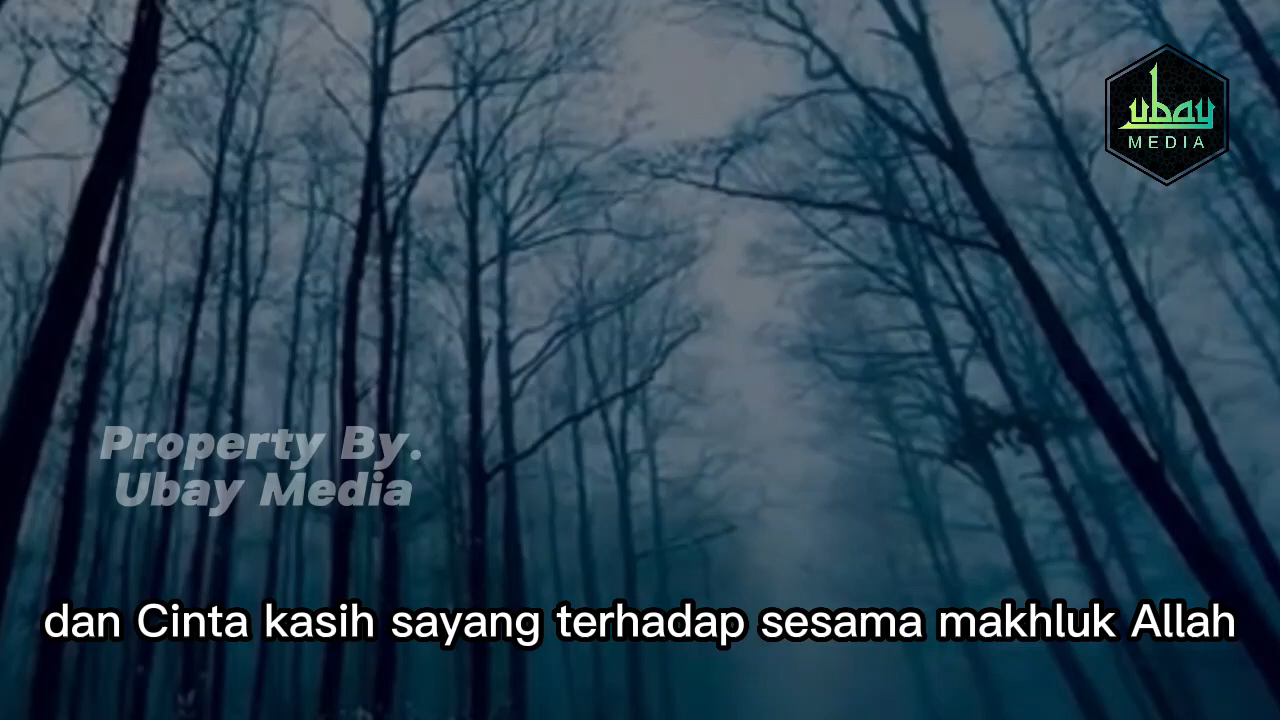 ubay
MEDIA
Property By.
Ubay Media
dan Cinta kasih sayang terhadap sesama makhluk Allah